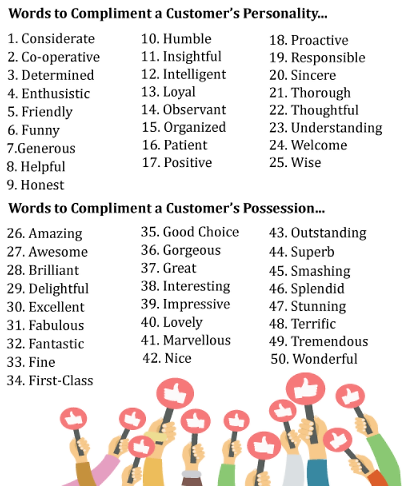 Words to Compliment a Customer's Personality...
1. Considerate
2. Co-operative
3. Determined
4. Enthusistic
5. Friendly
6. Funny
7.Generous
8. Helpful
9. Honest
10. Humble
11. Insightful
12. Intelligent
13. Loyal
14. Observant
15. Organized
16. Patient
17. Positive
18. Proactive
19. Responsible
20. Sincere
21. Thorough
22. Thoughtful
23. Understanding
24. Welcome
25. Wise
Words to Compliment a Customer's Possession...
26. Amazing
27. Awesome
28. Brilliant
29. Delightful
30. Excellent
31. Fabulous
32. Fantastic
33. Fine
34. First-Class
35. Good Choice
36. Gorgeous
37. Great
38. Interesting
39. Impressive
40. Lovely
41. Marvellous
42. Nice
43. Outstanding
44. Superb
45. Smashing
46. Splendid
47. Stunning
48. Terrific
49. Tremendous
50. Wonderful